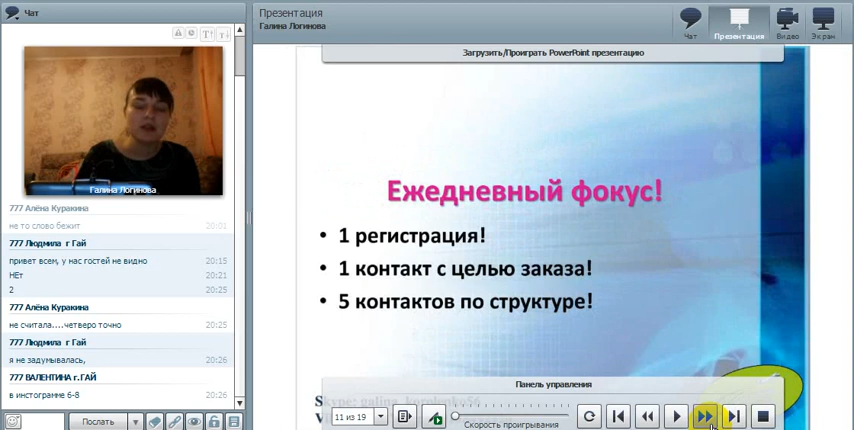 Чат
Галина Логинова
777 Алёна Куракина
не то слово бежит 20:01
777 Людмила г Гай
привет всем, у нас гостей не видно 20:15
НЕт 20:21
2 20:25
777 Алёна Куракина
не считала....четверо точно 20:25
777 Людмила г Гай
я не задумывалась, 20:26
777 ВАЛЕНТИНА г.ГАЙ
в инстограмме 6-8 20:26
Послать
Презентация
Галина Логинова
Чат Презентация Видео Экран
Загрузить/Проиграть PowerPoint презентацию
Ежедневный фокус!
• 1 регистрация!
• 1 контакт с целью заказа!
• 5 контактов по структуре!
Панель управления
11 из 19
Скорость проигрывания